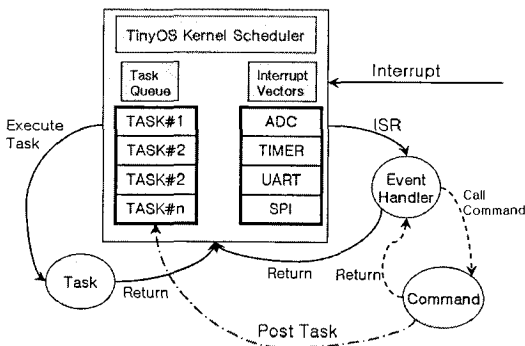 TinyOS Kernel Scheduler
Task
Queue
Interrupt
Vectors
Interrupt
Execute
Task
TASK#1
TASK#2
TASK#2
TASK#n
ADC
TIMER
UART
SPI
ISR
Event
Handler
Call
Command
Task
Return
Return
Return
Command
Post Task